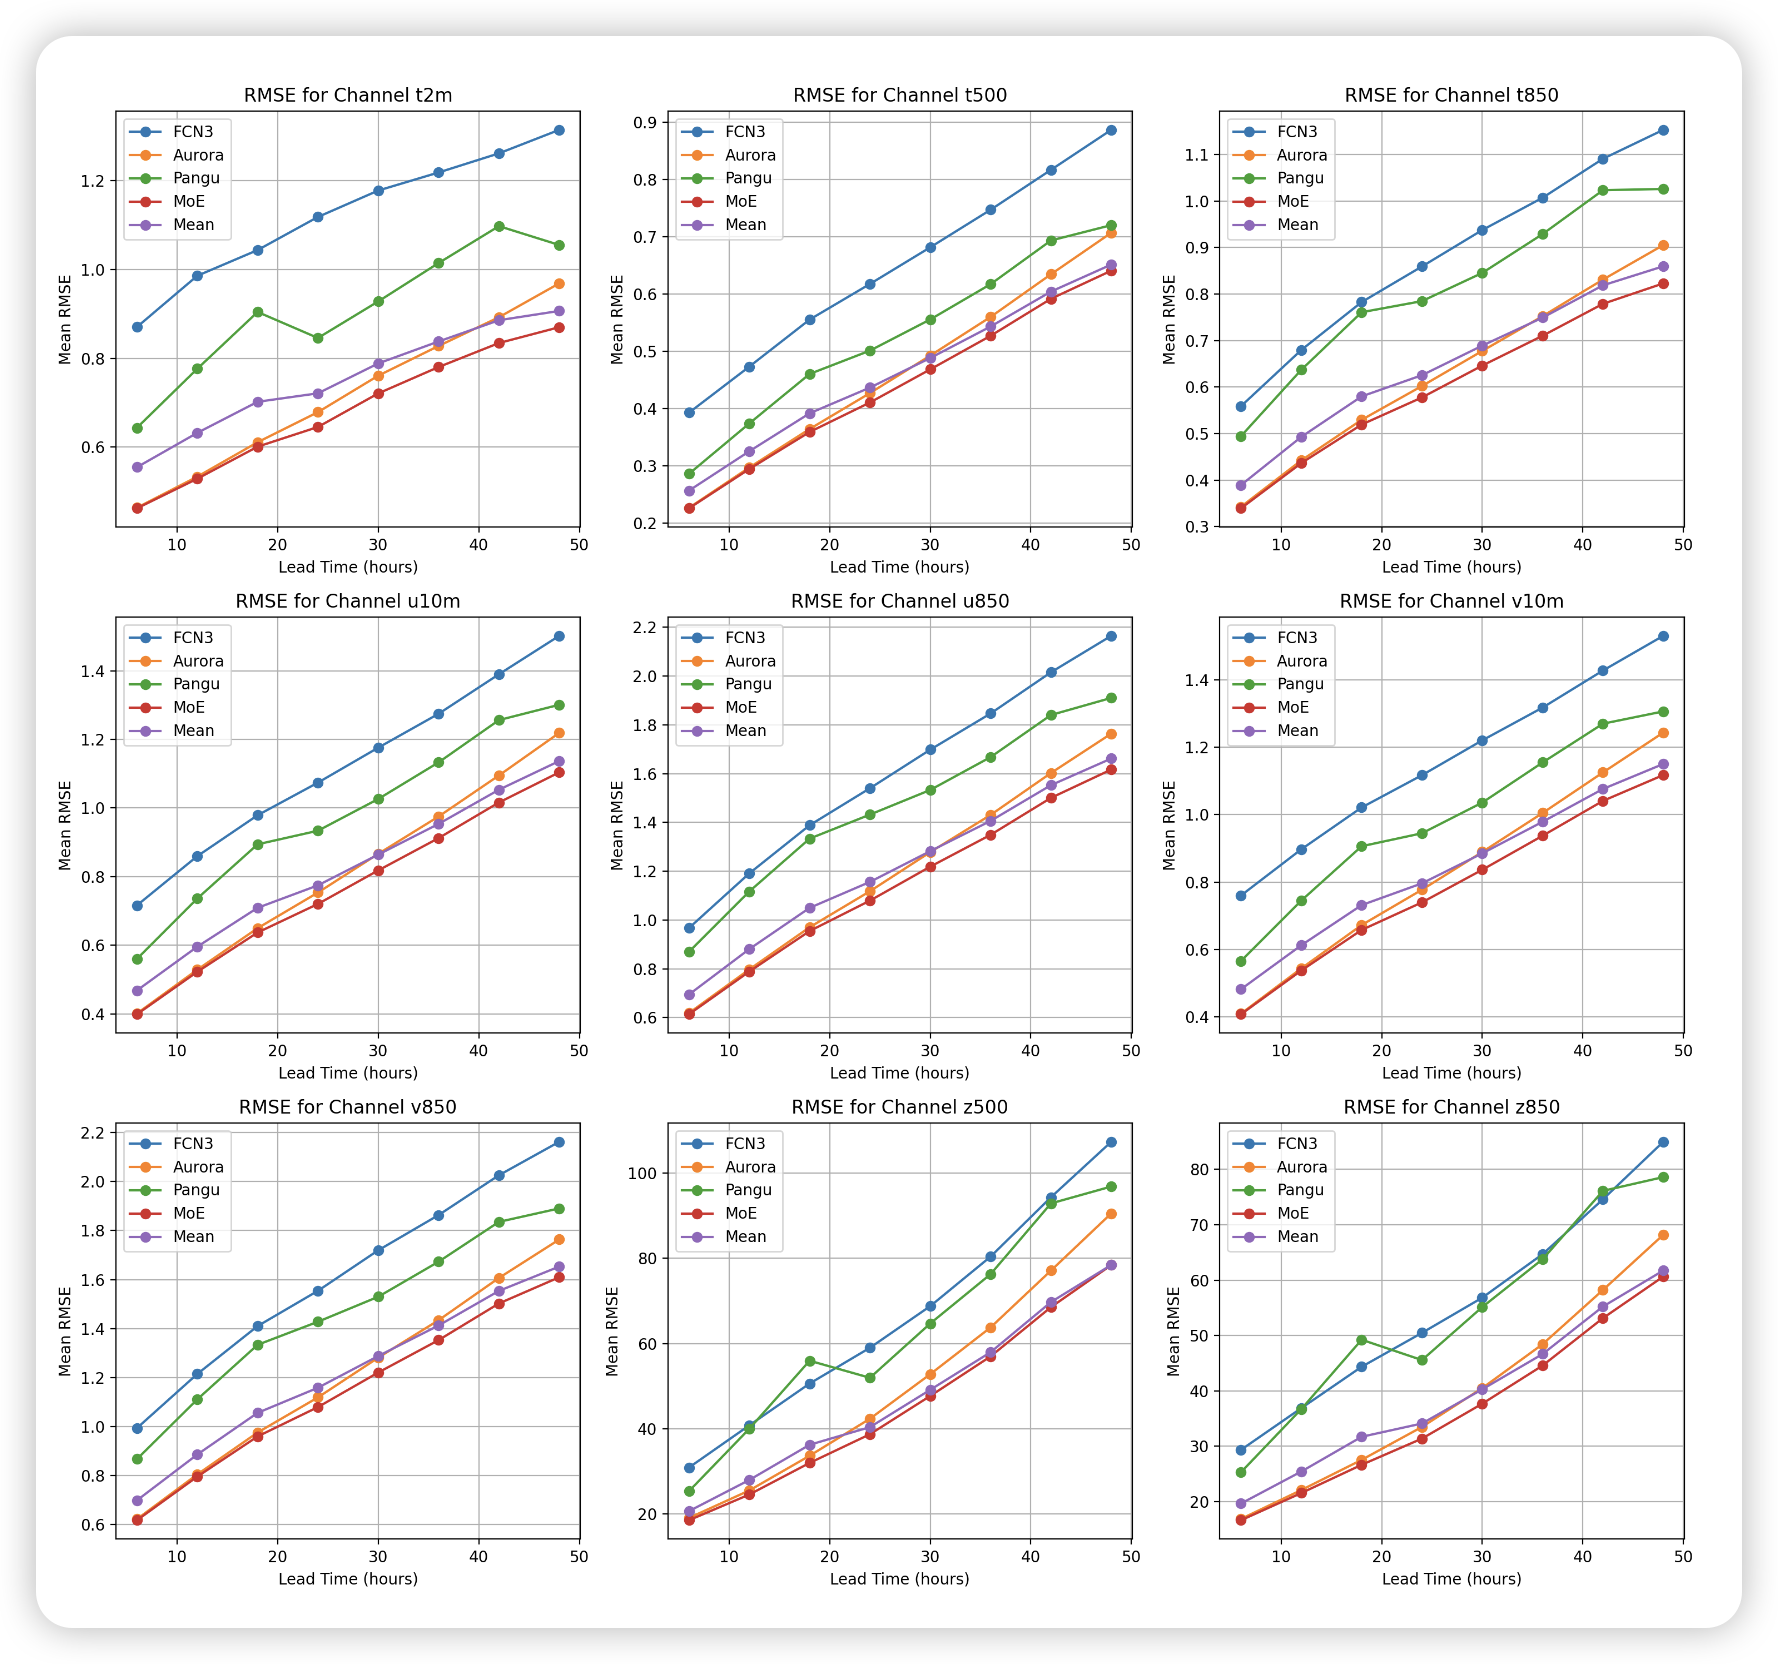 RMSE for Channel t2m
FCN3
Aurora
Pangu
MoE
Mean
Mean RMSE
1.2
1.0
0.8
0.6
10 20 30 40 50
Lead Time (hours)
RMSE for Channel t500
FCN3
Aurora
Pangu
MoE
Mean
Mean RMSE
0.9
0.8
0.7
0.6
0.5
0.4
0.3
0.2
10 20 30 40 50
Lead Time (hours)
RMSE for Channel t850
FCN3
Aurora
Pangu
MoE
Mean
Mean RMSE
1.1
1.0
0.9
0.8
0.7
0.6
0.5
0.4
0.3
10 20 30 40 50
Lead Time (hours)
RMSE for Channel u10m
FCN3
Aurora
Pangu
MoE
Mean
Mean RMSE
1.4
1.2
1.0
0.8
0.6
0.4
10 20 30 40 50
Lead Time (hours)
RMSE for Channel u850
FCN3
Aurora
Pangu
MoE
Mean
Mean RMSE
2.2
2.0
1.8
1.6
1.4
1.2
1.0
0.8
0.6
10 20 30 40 50
Lead Time (hours)
RMSE for Channel v10m
FCN3
Aurora
Pangu
MoE
Mean
Mean RMSE
1.4
1.2
1.0
0.8
0.6
0.4
10 20 30 40 50
Lead Time (hours)
RMSE for Channel v850
FCN3
Aurora
Pangu
MoE
Mean
Mean RMSE
2.2
2.0
1.8
1.6
1.4
1.2
1.0
0.8
0.6
10 20 30 40 50
Lead Time (hours)
RMSE for Channel z500
FCN3
Aurora
Pangu
MoE
Mean
Mean RMSE
100
80
60
40
20
10 20 30 40 50
Lead Time (hours)
RMSE for Channel z850
FCN3
Aurora
Pangu
MoE
Mean
Mean RMSE
80
70
60
50
40
30
20
10 20 30 40 50
Lead Time (hours)